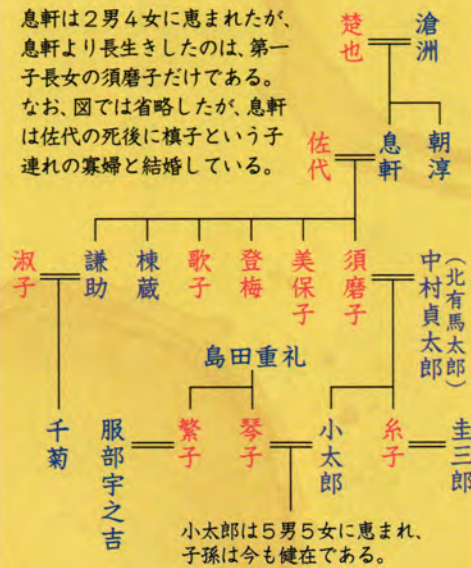 息軒は2男4女に恵まれたが、
息軒より長生きしたのは、第一
子長女の須磨子だけである。
なお、図では省略したが、息軒
は佐代の死後に槙子という子
連れの寡婦と結婚している。
滄洲
楚也
朝淳
息軒
佐代
中村貞太郎
(北有馬太郎)
須磨子
美保子
登梅
歌子
棟蔵
謙助
淑子
島田重礼
圭三郎
糸子
小太郎
琴子
繁子
服部宇之吉
千菊
小太郎は5男5女に恵まれ、
子孫は今も健在である。